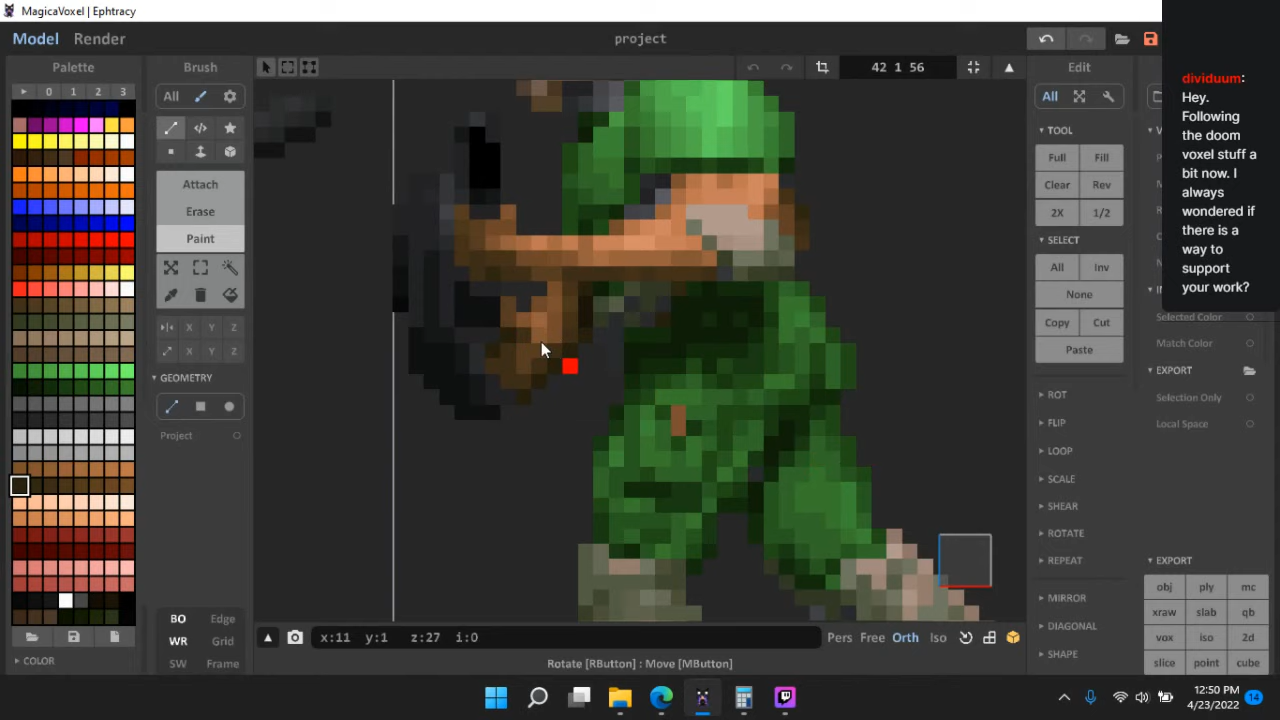 MagicaVoxel | Ephtracy
Model Render
project
Palette
0 1 2 3
COLOR
Brush
All
Attach
Erase
Paint
X Y Z
X Y Z
GEOMETRY
Project
BO Edge
WR Grid
SW Frame
42 1 56
x:11 y:1 z:27 i:0
Pers Free Orth Iso
Rotate [RButton] : Move [MButton]
Edit
All
TOOL
Full Fill
Clear Rev
2X 1/2
SELECT
All Inv
None
Copy Cut
Paste
ROT
FLIP
LOOP
SCALE
SHEAR
ROTATE
REPEAT
MIRROR
DIAGONAL
SHAPE
dividuum:
Hey.
Following
the doom
voxel stuff a
bit now. I
always
wondered if
there is a
way to
support
your work?
Selected Color
Match Color
EXPORT
Selection Only
Local Space
EXPORT
obj ply mc
xraw slab qb
vox iso 2d
slice point cube
12:50 PM
4/23/2022
14